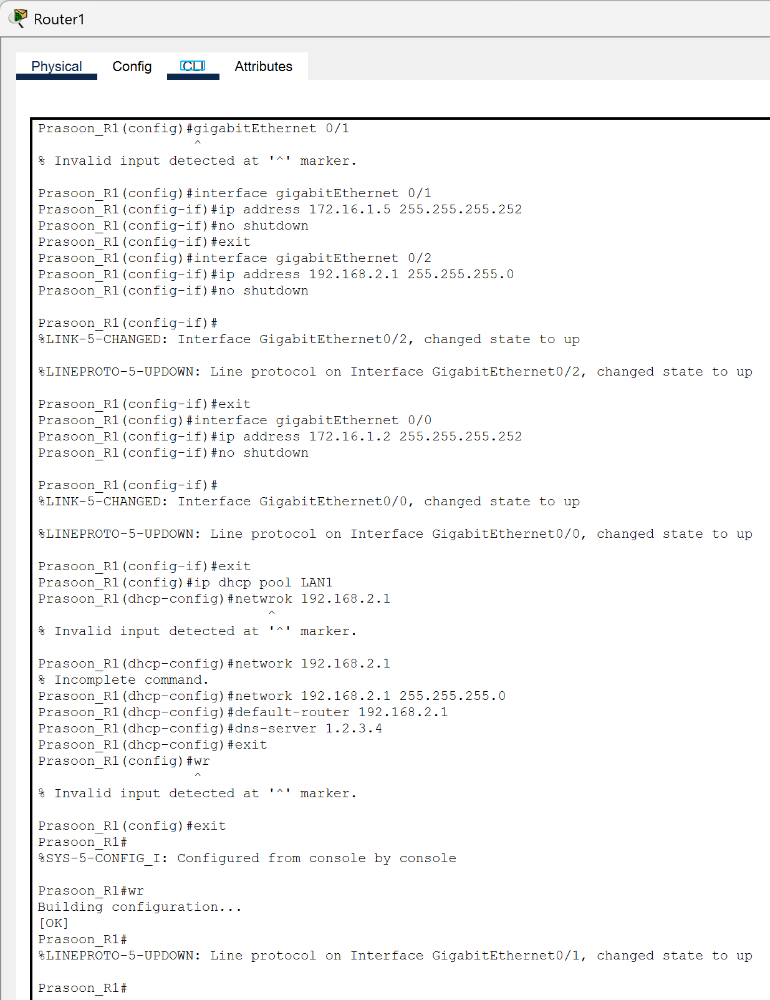 Router1
Physical Config CLI Attributes
Prasoon_R1(config)#gigabitEthernet 0/1
^
% Invalid input detected at '^' marker.
Prasoon_R1(config)#interface gigabitEthernet 0/1
Prasoon_R1(config-if)#ip address 172.16.1.5 255.255.255.252
Prasoon_R1(config-if)#no shutdown
Prasoon_R1(config-if)#exit
Prasoon_R1(config)#interface gigabitEthernet 0/2
Prasoon_R1(config-if)#ip address 192.168.2.1 255.255.255.0
Prasoon_R1(config-if)#no shutdown
Prasoon_R1(config-if)#
%LINK-5-CHANGED: Interface GigabitEthernet0/2, changed state to up
%LINEPROTO-5-UPDOWN: Line protocol on Interface GigabitEthernet0/2, changed state to up
Prasoon_R1(config-if)#exit
Prasoon_R1(config)#interface gigabitEthernet 0/0
Prasoon_R1(config-if)#ip address 172.16.1.2 255.255.255.252
Prasoon_R1(config-if)#no shutdown
Prasoon_R1(config-if)#
%LINK-5-CHANGED: Interface GigabitEthernet0/0, changed state to up
%LINEPROTO-5-UPDOWN: Line protocol on Interface GigabitEthernet0/0, changed state to up
Prasoon_R1(config-if)#exit
Prasoon_R1(config)#ip dhcp pool LAN1
Prasoon_R1(dhcp-config)#netwrok 192.168.2.1
^
% Invalid input detected at '^' marker.
Prasoon_R1(dhcp-config)#network 192.168.2.1
% Incomplete command.
Prasoon_R1(dhcp-config)#network 192.168.2.1 255.255.255.0
Prasoon_R1(dhcp-config)#default-router 192.168.2.1
Prasoon_R1(dhcp-config)#dns-server 1.2.3.4
Prasoon_R1(dhcp-config)#exit
Prasoon_R1(config)#wr
^
% Invalid input detected at '^' marker.
Prasoon_R1(config)#exit
Prasoon_R1#
%SYS-5-CONFIG_I: Configured from console by console
Prasoon_R1#wr
Building configuration...
[OK]
Prasoon_R1#
%LINEPROTO-5-UPDOWN: Line protocol on Interface GigabitEthernet0/1, changed state to up
Prasoon_R1#